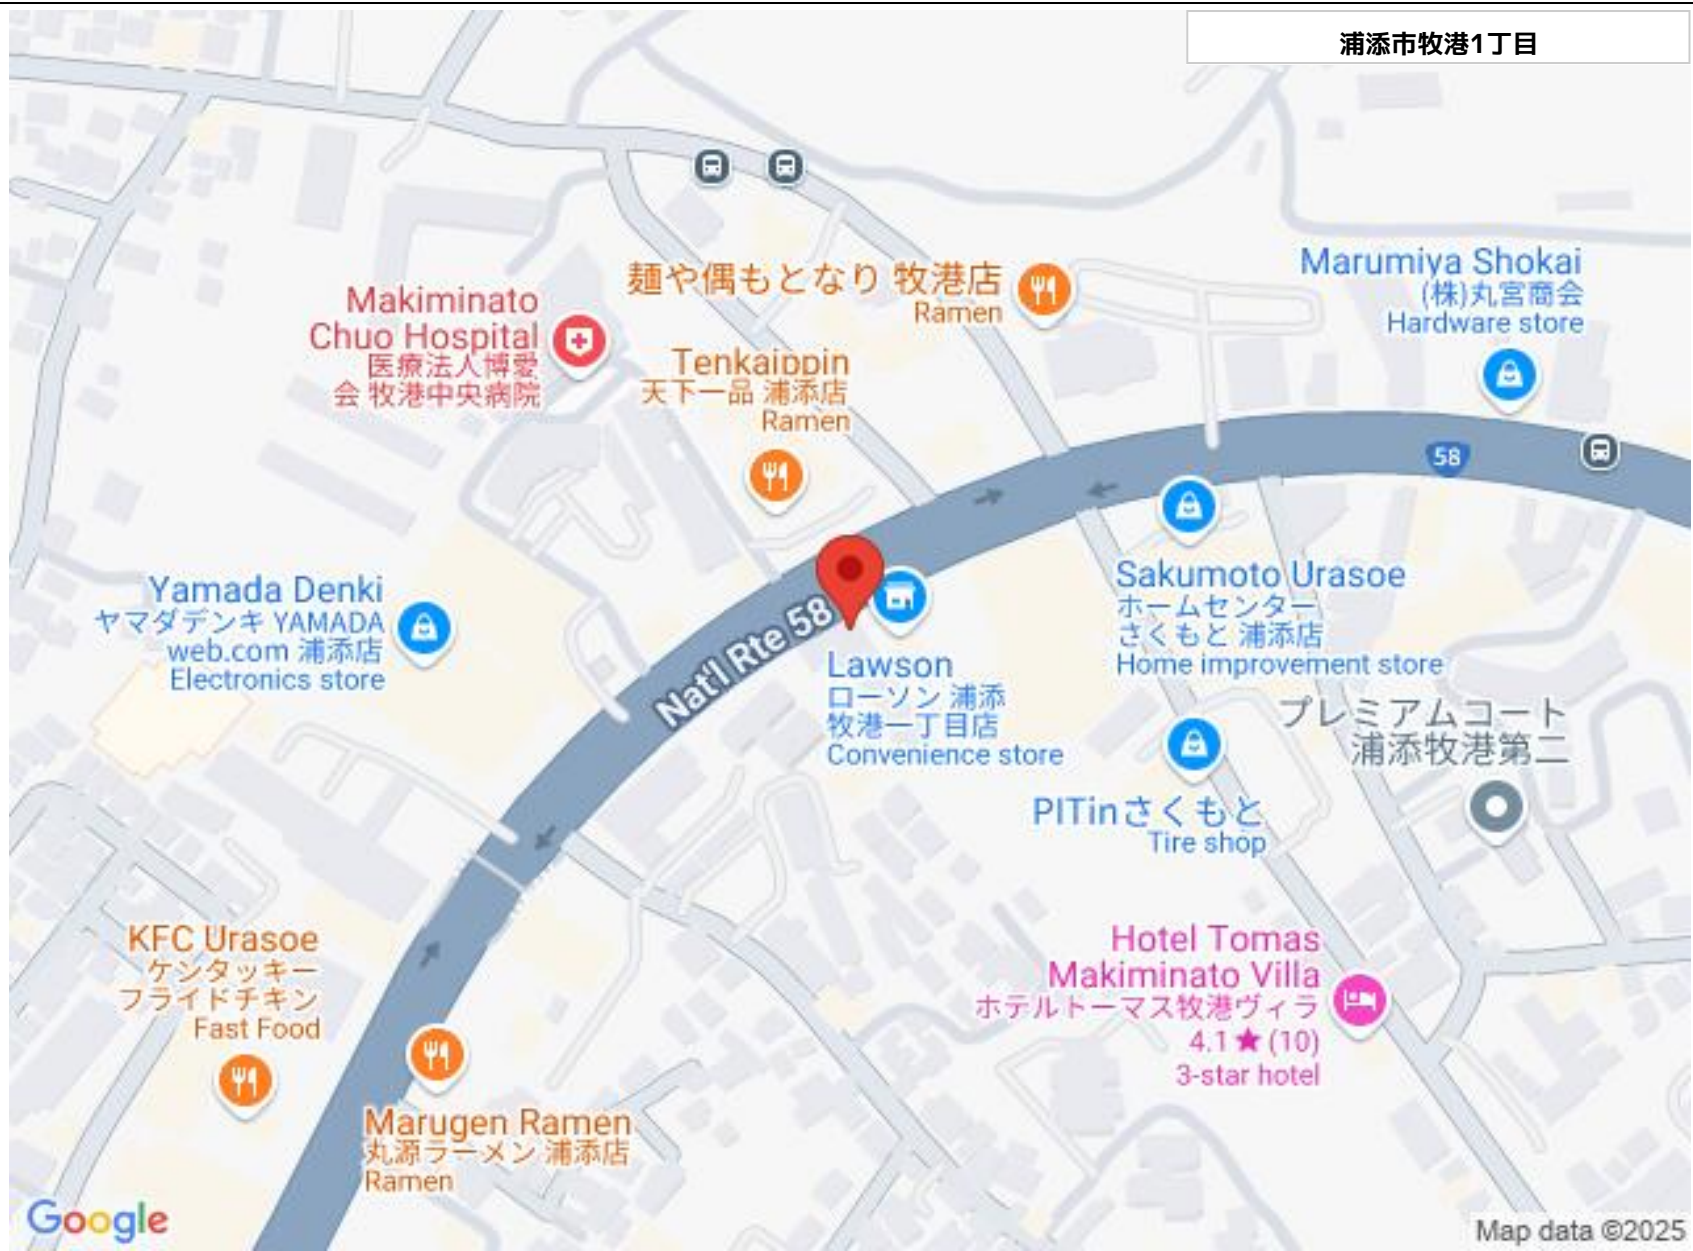 浦添市牧港1丁目
麺や偶もとなり 牧港店
Ramen
Marumiya Shokai
(株)丸宮商会
Hardware store
Makiminato
Chuo Hospital
医療法人博愛
会 牧港中央病院
Tenkaippin
天下一品 浦添店
Ramen
58
Yamada Denki
ヤマダデンキ YAMADA
web.com 浦添店
Electronics store
Nat'l Rte 58
Lawson
ローソン 浦添
牧港一丁目店
Convenience store
Sakumoto Urasoe
ホームセンター
さくもと 浦添店
Home improvement store
プレミアムコート
浦添牧港第二
PITinさくもと
Tire shop
KFC Urasoe
ケンタッキー
フライドチキン
Fast Food
Hotel Tomas
Makiminato Villa
ホテルトーマス牧港ヴィラ
4.1★(10)
3-star hotel
Marugen Ramen
丸源ラーメン 浦添店
Ramen
Google
Map data ©2025